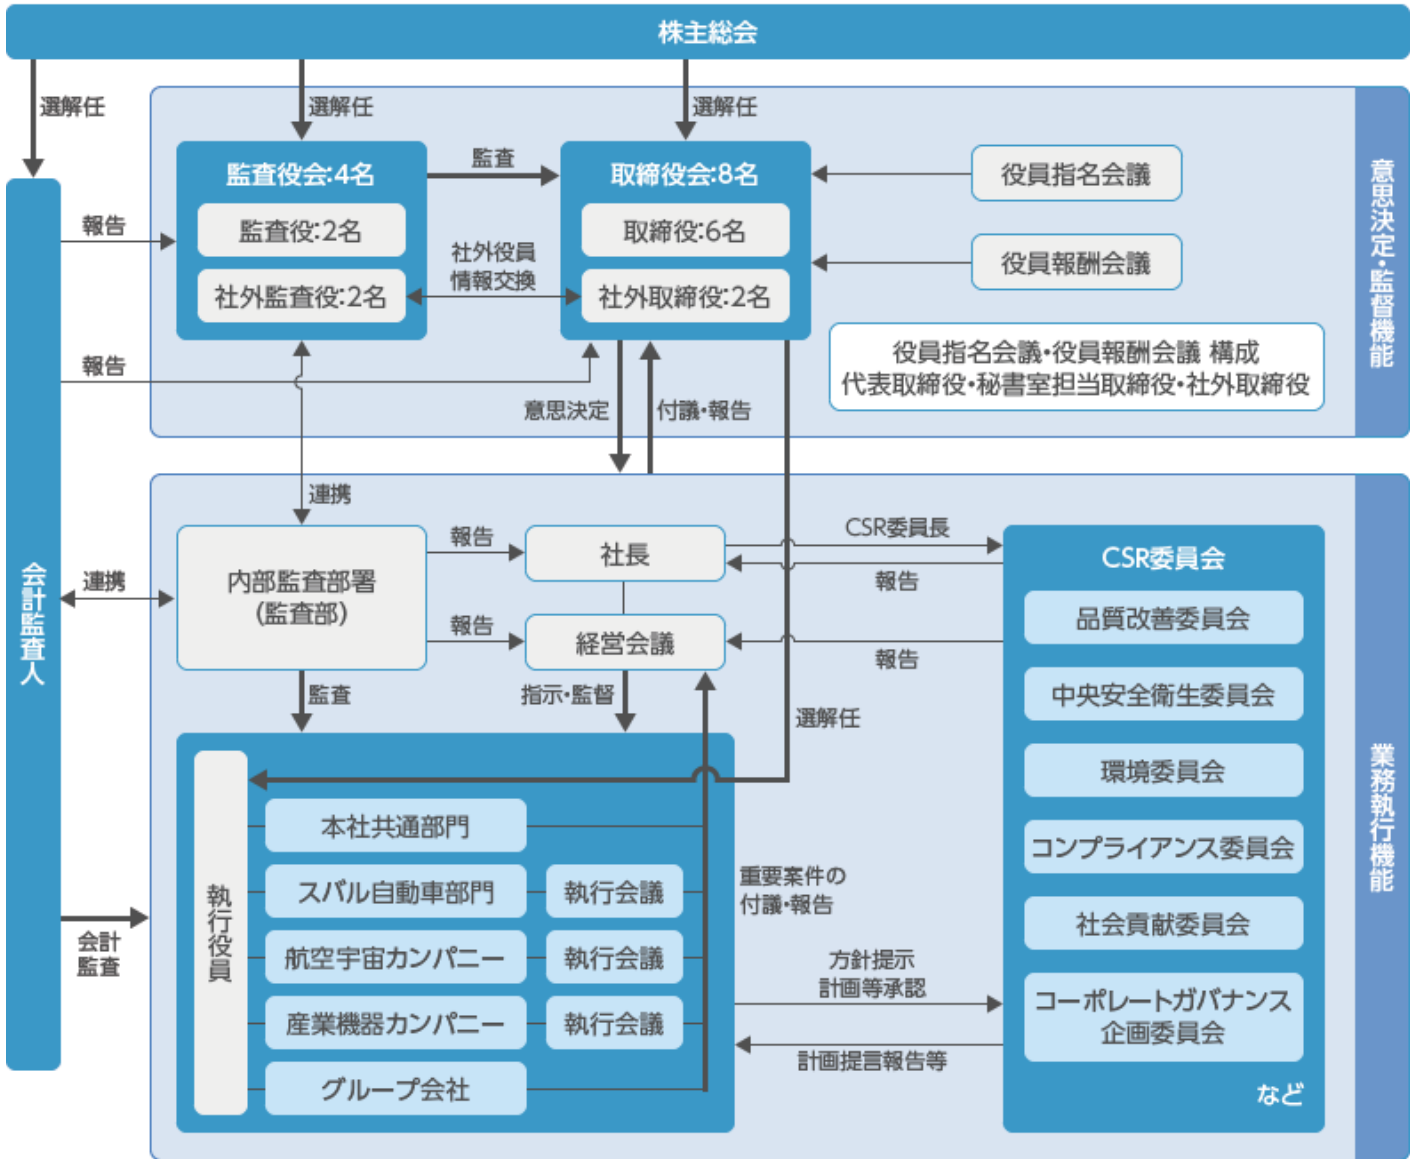 株主総会
選解任
選解任
選解任
監査役会:4名
監査
取締役会:8名
役員指名会議
監査役:2名
取締役:6名
報告
社外役員
情報交換
役員報酬会議
社外監査役:2名
社外取締役:2名
役員指名会議・役員報酬会議 構成
代表取締役・秘書室担当取締役・社外取締役
報告
意思決定
付議・報告
意思決定・監督機能
連携
内部監査部署
(監査部)
報告
社長
CSR委員長
報告
CSR委員会
連携
会計監査人
報告
経営会議
報告
品質改善委員会
監査
指示・監督
中央安全衛生委員会
選解任
環境委員会
業務執行機能
本社共通部門
コンプライアンス委員会
執行役員
スバル自動車部門
執行会議
重要案件の
付議・報告
社会貢献委員会
会計
監査
航空宇宙カンパニー
執行会議
方針提示
計画等承認
産業機器カンパニー
執行会議
コーポレートガバナンス
企画委員会
計画提言報告等
グループ会社
など